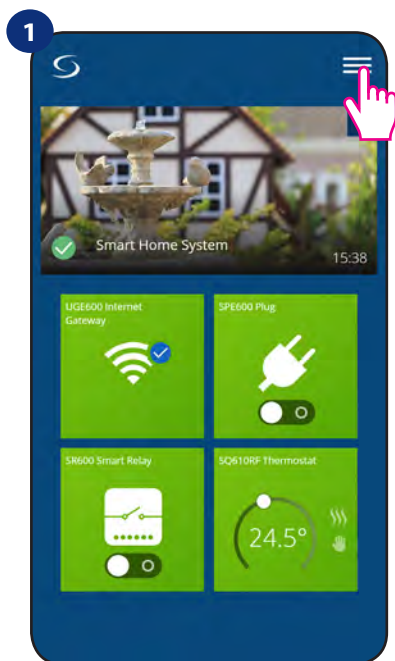 1
Smart Home System
15:38
UGE600 Internet
Gateway
SPE600 Plug
SR600 Smart Relay
SQ610RF Thermostat
24.5°